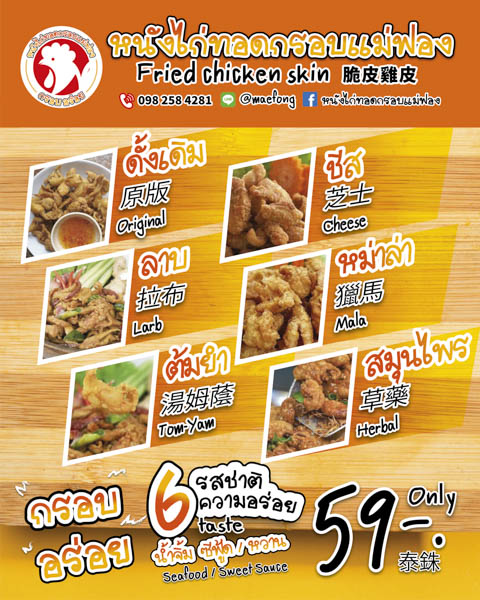 หนังไก่ทอดกรอบแม่ฟอง
Fried chicken skin 脆皮雞皮
098 258 4281 @maefong หนังไก่ทอดกรอบแม่ฟอง
ดั้งเดิม
原版
Original
ชีส
芝士
Cheese
ลาบ
拉布
Larb
หม่าล่า
獵馬
Mala
ต้มยำ
湯姆蔭
Tom-Yam
สมุนไพร
草藥
Herbal
กรอบ
อร่อย
6 รสชาติ
ความอร่อย
taste
น้ำจิ้ม ซีฟู้ด / หวาน
Seafood / Sweet Sauce
Only
59.-
泰銖